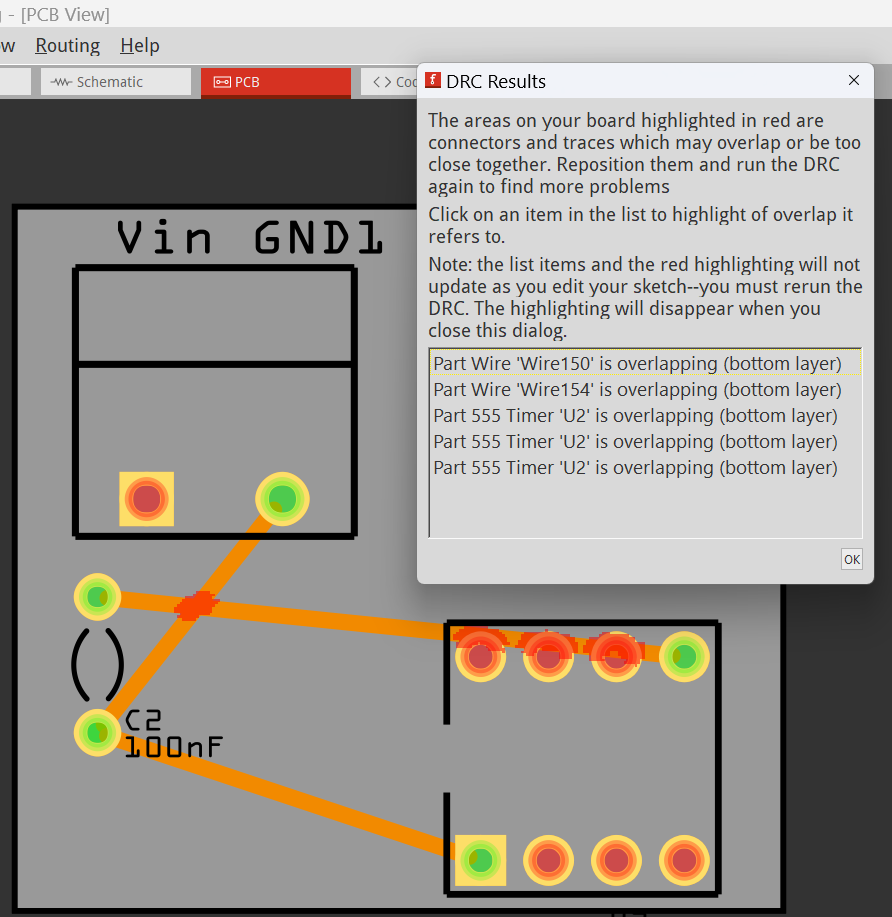 - [PCB View]
Routing Help
Schematic
PCB
DRC Results
The areas on your board highlighted in red are
connectors and traces which may overlap or be too
close together. Reposition them and run the DRC
again to find more problems
Click on an item in the list to highlight of overlap it
refers to.
Note: the list items and the red highlighting will not
update as you edit your sketch--you must rerun the
DRC. The highlighting will disappear when you
close this dialog.
Part Wire 'Wire150' is overlapping (bottom layer)
Part Wire 'Wire154' is overlapping (bottom layer)
Part 555 Timer 'U2' is overlapping (bottom layer)
Part 555 Timer 'U2' is overlapping (bottom layer)
Part 555 Timer 'U2' is overlapping (bottom layer)
OK
Vin GND1
C2
100nF